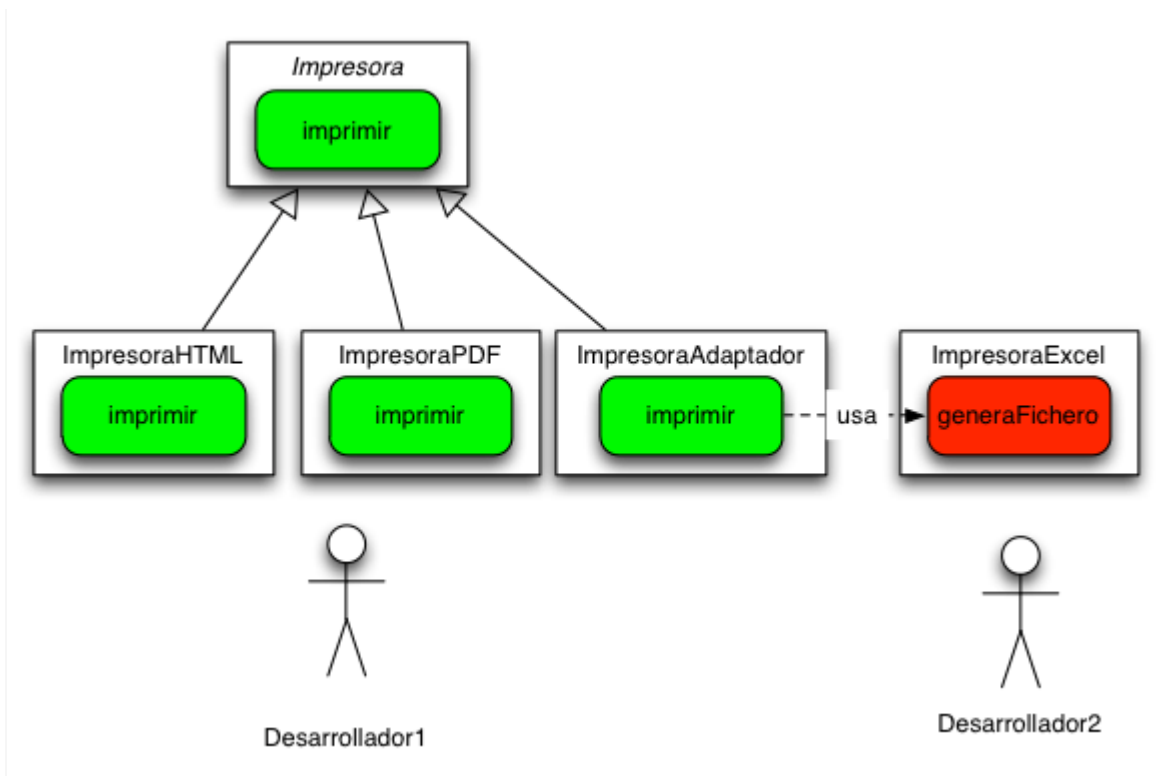 Impresora
imprimir
ImpresoraHTML
imprimir
ImpresoraPDF
imprimir
ImpresoraAdaptador
imprimir
usa
ImpresoraExcel
generaFichero
Desarrollador1
Desarrollador2